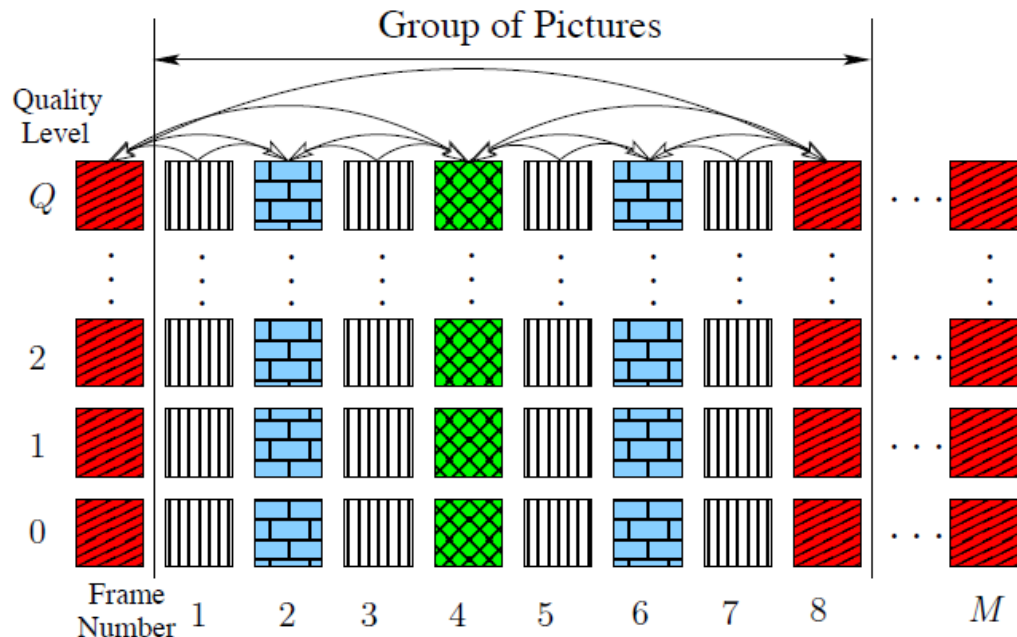 Group of Pictures
Quality
Level
Q
2
1
0
Frame
Number
1 2 3 4 5 6 7 8 M